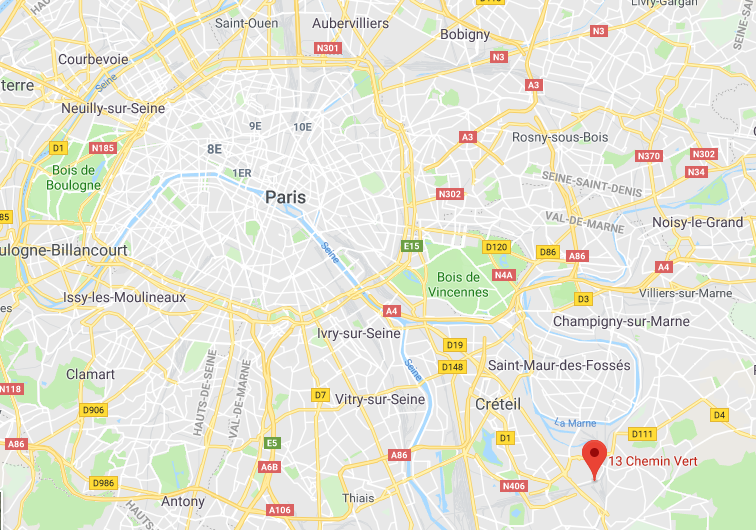 Saint-Ouen
Aubervilliers
Livry-Gargan
N301
Bobigny
N3
N3
Courbevoie
Seine
A3
Neuilly-sur-Seine
9E
10E
A3
Rosny-sous-Bois
D1
N185
8E
N370
N302
N34
Bois de
Boulogne
1ER
SEINE-SAINT-DENIS
VAL-DE-MARNE
Paris
N302
Noisy-le-Grand
E15
D120
D86
A86
A4
Seine
Bois de
Vincennes
N4A
D3
Villiers-sur-Marne
Issy-les-Moulineaux
A4
Champigny-sur-Marne
Ivry-sur-Seine
D19
D148
Saint-Maur-des-Fossés
Seine
HAUTS-DE-SEINE
VAL-DE-MARNE
Clamart
N118
D906
D7
Vitry-sur-Seine
Créteil
D4
La Marne
D111
A86
E5
D1
A86
13 Chemin Vert
A6B
D986
N406
Antony
Thiais
A106